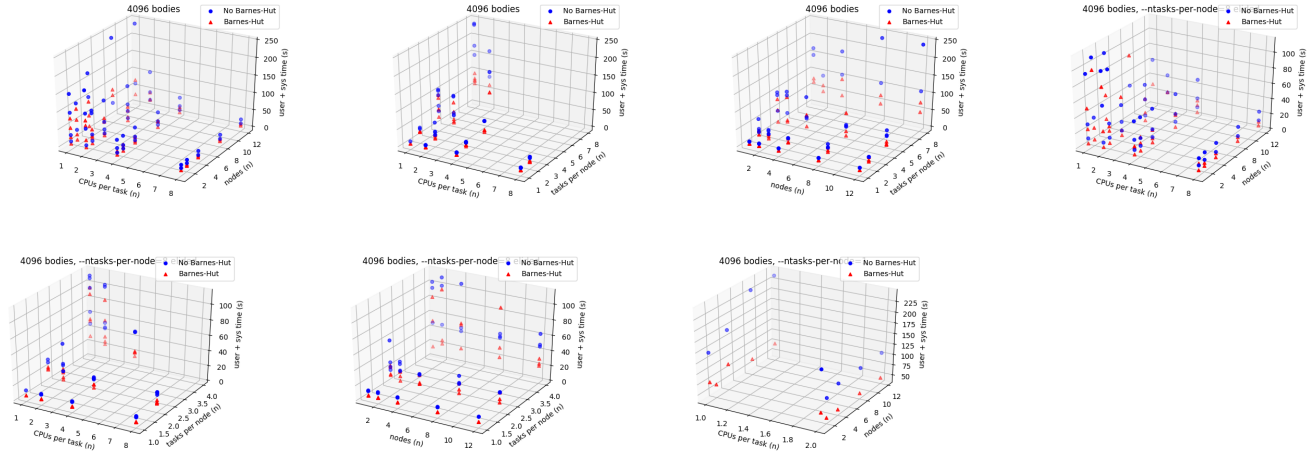 4096 bodies
No Barnes-Hut
Barnes-Hut
250
200
150
100
50
0
user + sys time (s)
1 2 3 4 5 6 7 8
CPUs per task (n)
2 4 6 8 10 12
nodes (n)
4096 bodies
No Barnes-Hut
Barnes-Hut
250
200
150
100
50
0
user + sys time (s)
1 2 3 4 5 6 7 8
CPUs per task (n)
1 2 3 4 5 6 7 8
tasks per node (n)
4096 bodies
No Barnes-Hut
Barnes-Hut
250
200
150
100
50
0
user + sys time (s)
2 4 6 8 10 12
nodes (n)
1 2 3 4 5 6 7 8
tasks per node (n)
4096 bodies, --ntasks-per-node=
No Barnes-Hut
Barnes-Hut
100
80
60
40
20
0
user + sys time (s)
1 2 3 4 5 6 7 8
CPUs per task (n)
2 4 6 8 10 12
nodes (n)
4096 bodies, --ntasks-per-node=
No Barnes-Hut
Barnes-Hut
100
80
60
40
20
0
user + sys time (s)
1 2 3 4 5 6 7 8
CPUs per task (n)
1.0 1.5 2.0 2.5 3.0 3.5 4.0
tasks per node (n)
4096 bodies, --ntasks-per-node=
No Barnes-Hut
Barnes-Hut
100
80
60
40
20
0
user + sys time (s)
2 4 6 8 10 12
nodes (n)
1.0 1.5 2.0 2.5 3.0 3.5 4.0
tasks per node (n)
4096 bodies, --ntasks-per-no
No Barnes-Hut
Barnes-Hut
225
200
175
150
125
100
75
50
user + sys time (s)
1.0 1.2 1.4 1.6 1.8 2.0
CPUs per task (n)
2 4 6 8 10 12
nodes (n)